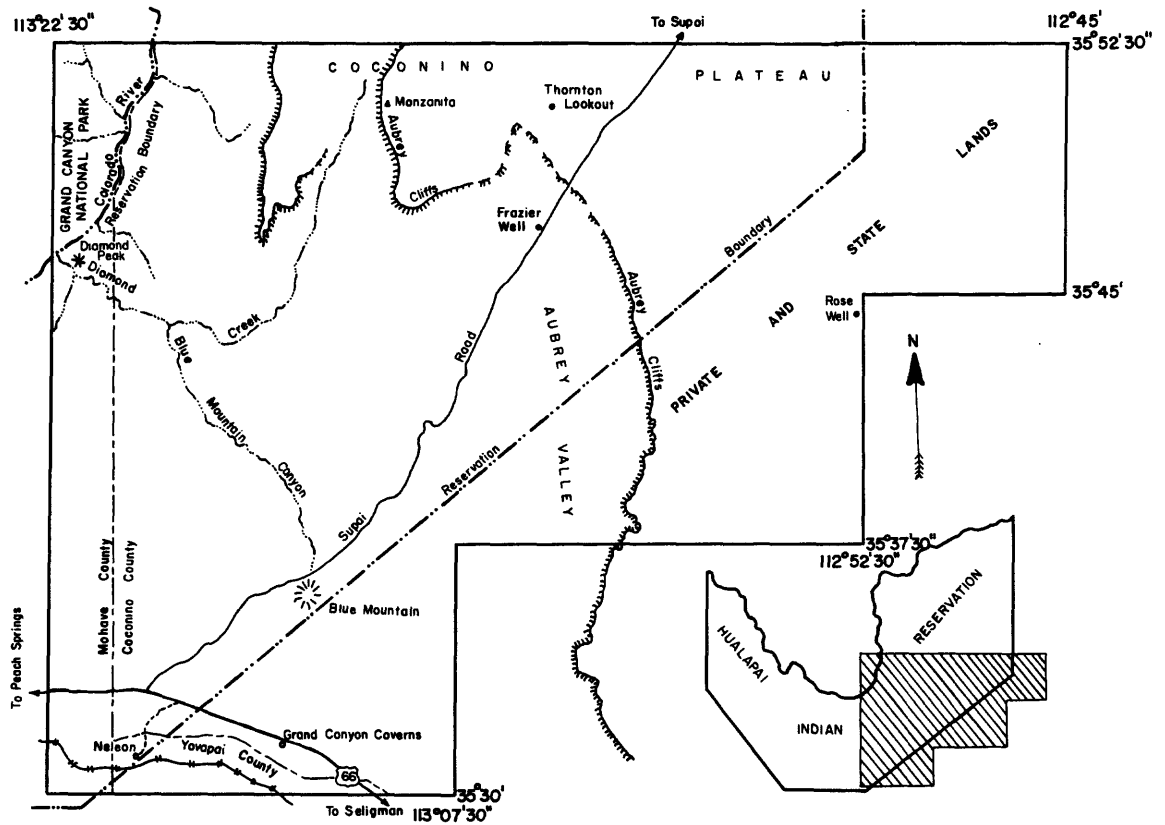 113°22'30"
To Supai
112°45'
35°52'30"
COCONINO
PLATEAU
Manzanita
Thornton
Lookout
Aubrey
Cliffs
River
Colorado
Reservation Boundary
GRAND CANYON
NATIONAL PARK
LANDS
Frazier
Well
Diamond
Peak
Diamond
Creek
Boundary
STATE
35°45'
Rose
Well
AND
Aubrey
Cliffs
AUBREY
VALLEY
N
Road
Blue
Mountain
Canyon
PRIVATE
Reservation
Supai
35°37'30"
112°52'30"
Blue Mountain
Mohave County
Coconino County
HUALAPAI
INDIAN
RESERVATION
To Peach Springs
Nelson
Yavapai
County
Grand Canyon Caverns
66
To Seligman
35°30'
113°07'30"